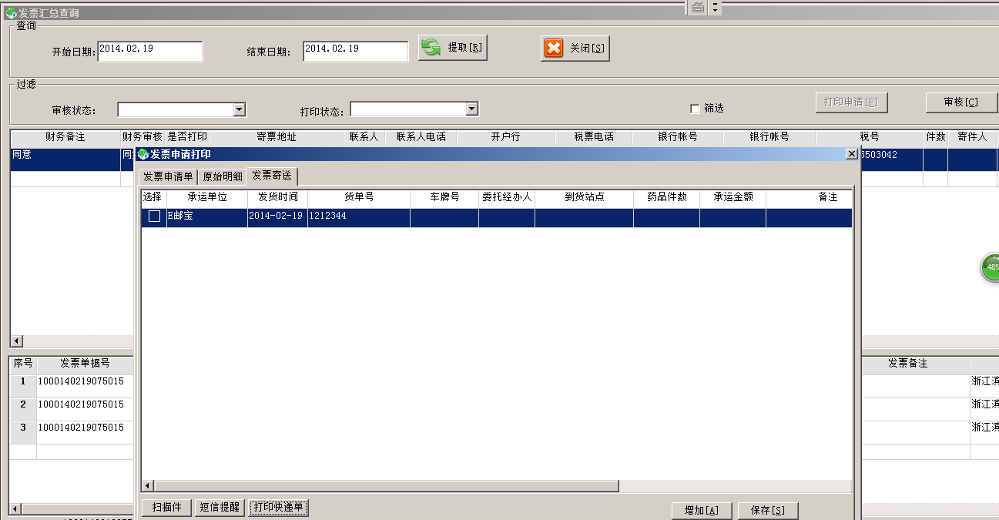 发票汇总查询
查询
开始日期: 2014.02.19 结束日期: 2014.02.19 提取[R] 关闭[S]
过滤
审核状态: 打印状态: 筛选 打印申请[P] 审核[C]
财务备注 财务审核 是否打印 寄票地址 联系人 联系人电话 开户行 税票电话 银行帐号 银行帐号 税号 件数 寄件人
同意 同 6503042
发票申请打印
发票申请单 原始明细 发票寄送
选择 承运单位 发货时间 货单号 车牌号 委托经办人 到货站点 药品件数 承运金额 备注
E邮宝 2014-02-19 1212344
48%
序号 发票单据号 发票备注
1 1000140219075015 浙江滨
2 1000140219075015 浙江滨
3 1000140219075015 浙江滨
扫描件 短信提醒 打印快递单 增加[A] 保存[S]